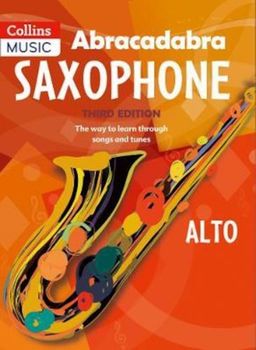 Collins
MUSIC
Abracadabra
SAXOPHONE
THIRD EDITION
The way to learn through
songs and tunes
ALTO